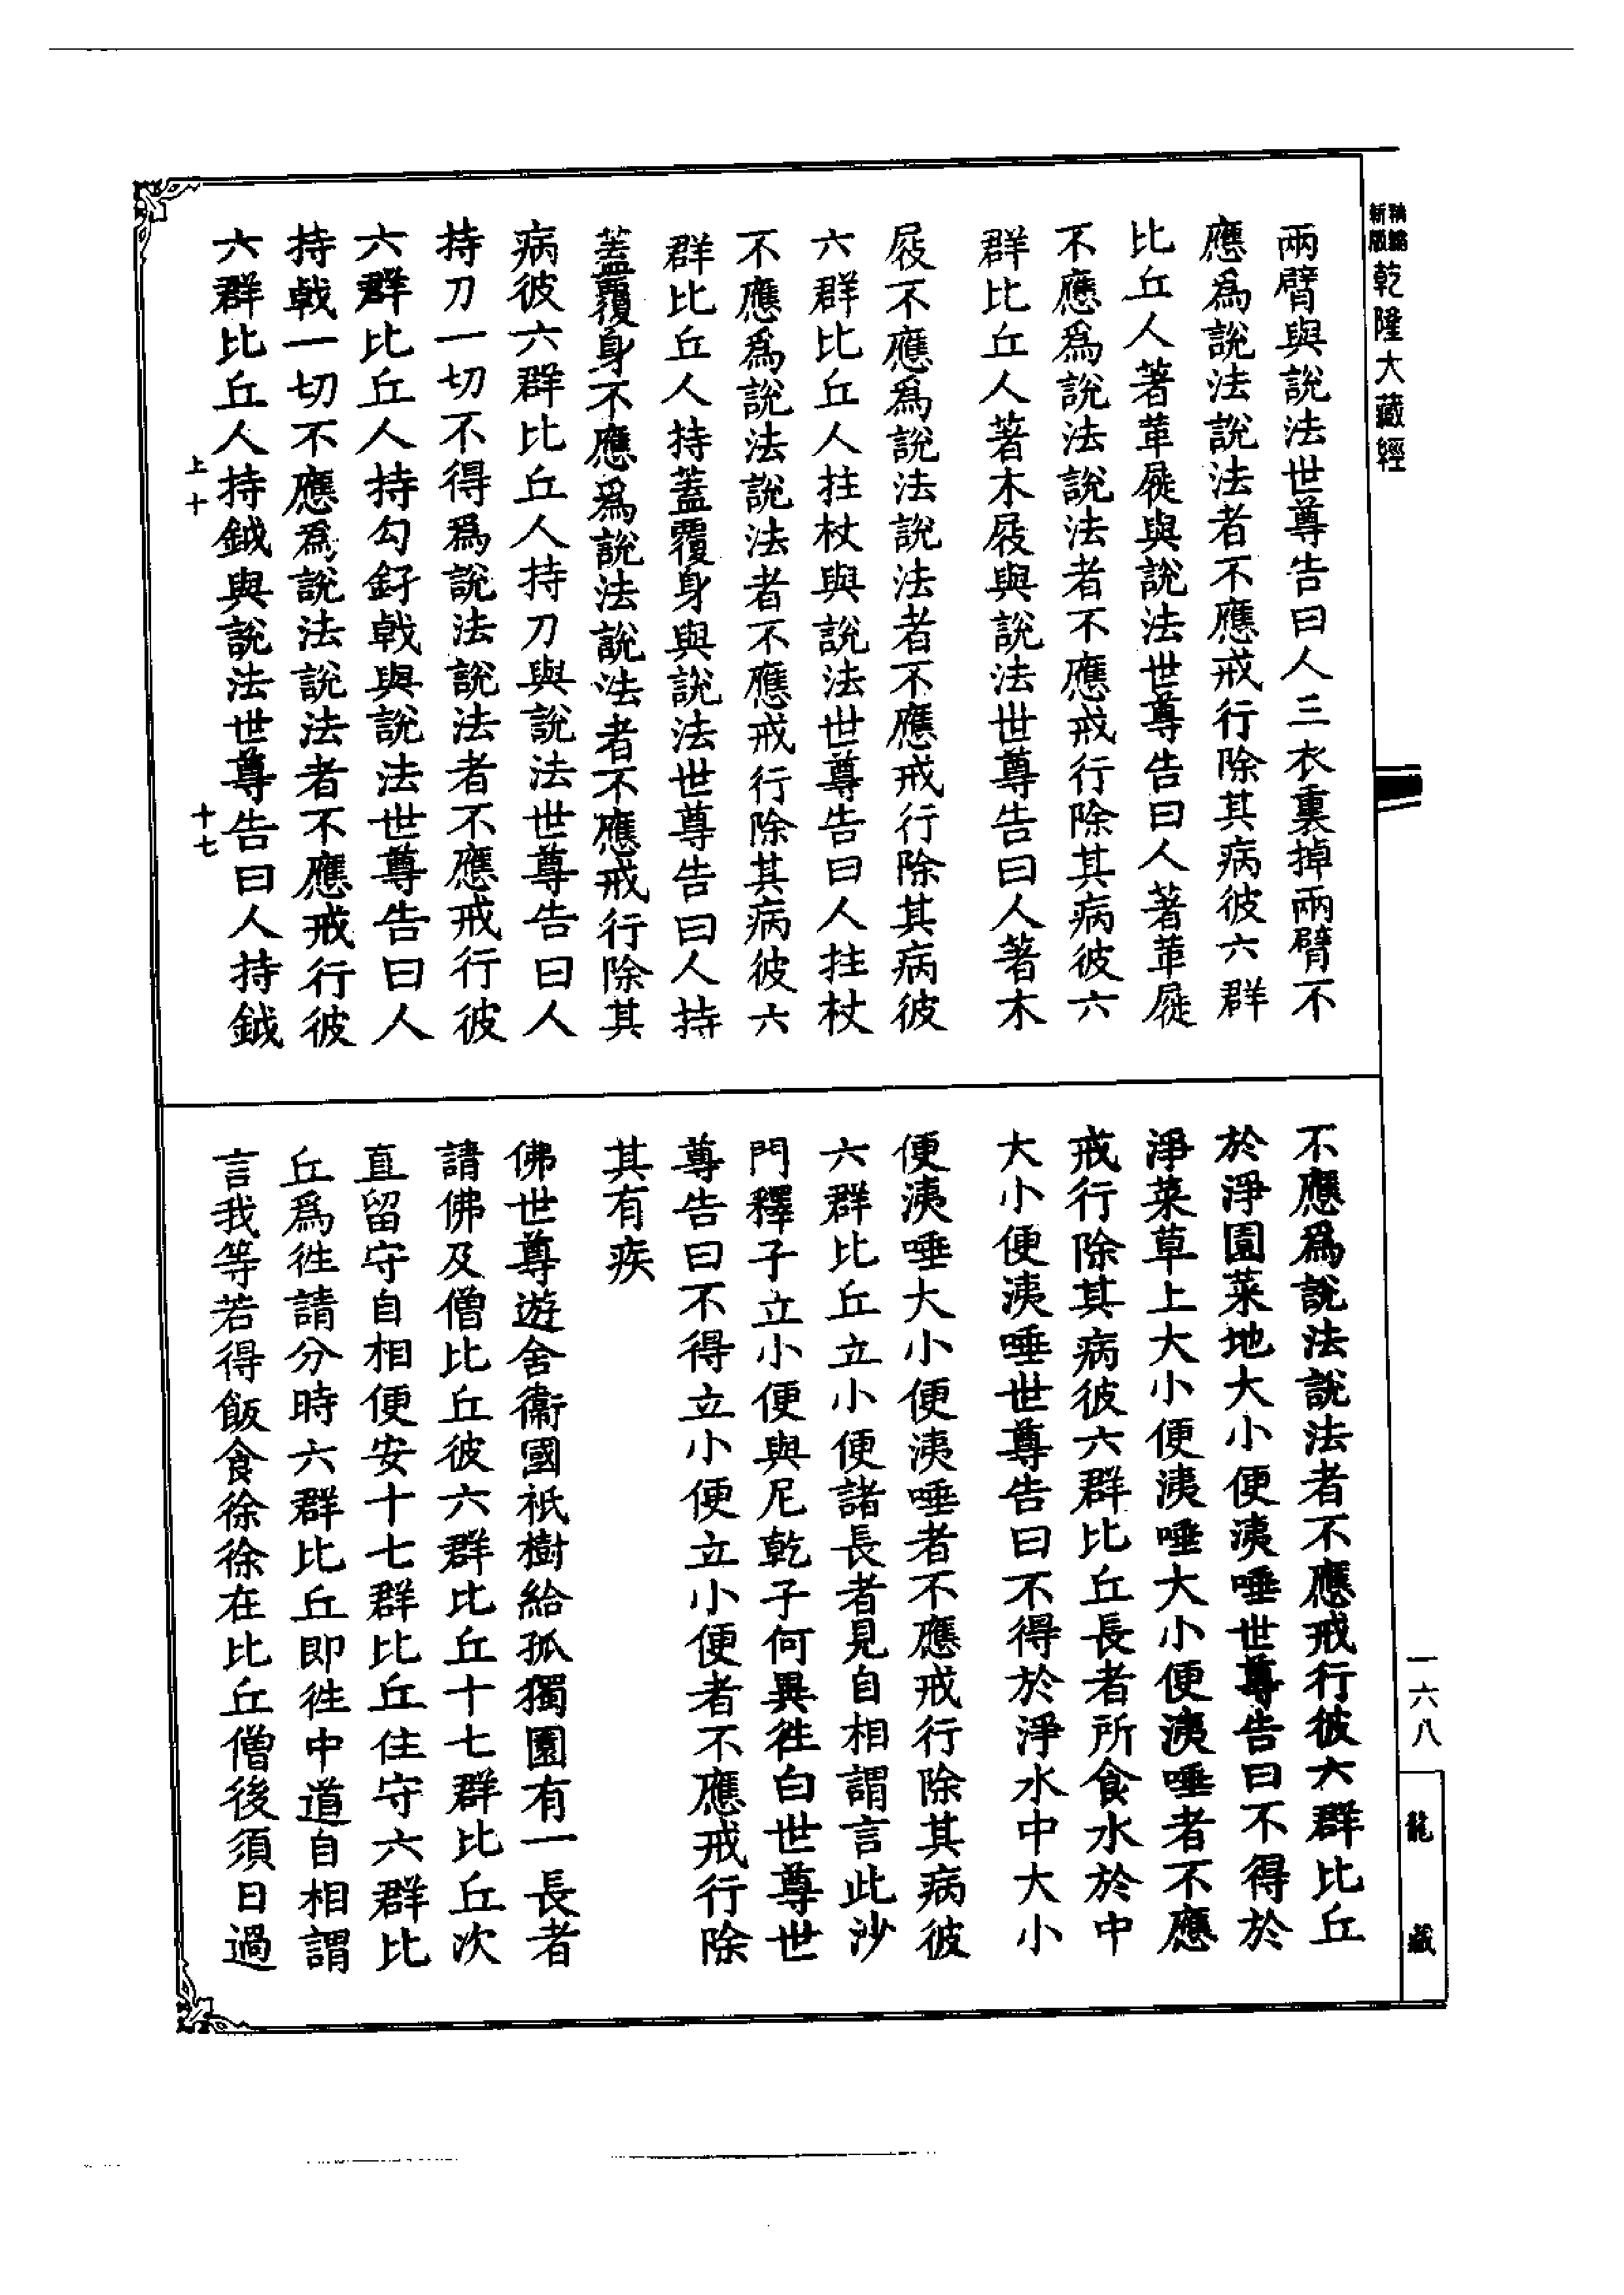 新編
縮版
乾隆大藏經
兩臂與說法世尊告曰人三衣裏掉兩臂不
應爲說法說法者不應戒行除其病彼六群
比丘人著革屣與說法世尊告曰人著革屣
不應爲說法說法者不應戒行除其病彼六
群比丘人著木屐與說法世尊告曰人著木
屐不應爲說法說法者不應戒行除其病彼
六群比丘人拄杖與說法世尊告曰人拄杖
不應爲說法說法者不應戒行除其病彼六
群比丘人持蓋覆身與說法世尊告曰人持
蓋覆身不應爲說法說法者不應戒行除其
病彼六群比丘人持刀與說法世尊告曰人
持刀一切不得爲說法說法者不應戒行彼
六群比丘人持勾釨戟與說法世尊告曰人
持戟一切不應爲說法說法者不應戒行彼
六群比丘人持鉞與說法世尊告曰人持鉞
上十
十七
不應爲說法說法者不應戒行彼六群比丘
於淨園菜地大小便洟唾世尊告曰不得於
淨菜草上大小便洟唾大小便洟唾者不應
戒行除其病彼六群比丘長者所食水於中
大小便洟唾世尊告曰不得於淨水中大小
便洟唾大小便洟唾者不應戒行除其病彼
六群比丘立小便諸長者見自相謂言此沙
門釋子立小便與尼乾子何異徃白世尊世
尊告曰不得立小便立小便者不應戒行除
其有疾
佛世尊遊舍衞國祇樹給孤獨園有一長者
請佛及僧比丘彼六群比丘十七群比丘次
直留守自相便安十七群比丘住守六群比
丘爲徃請分時六群比丘即徃中道自相謂
言我等若得飯食徐徐在比丘僧後須日過
一六八
龍藏